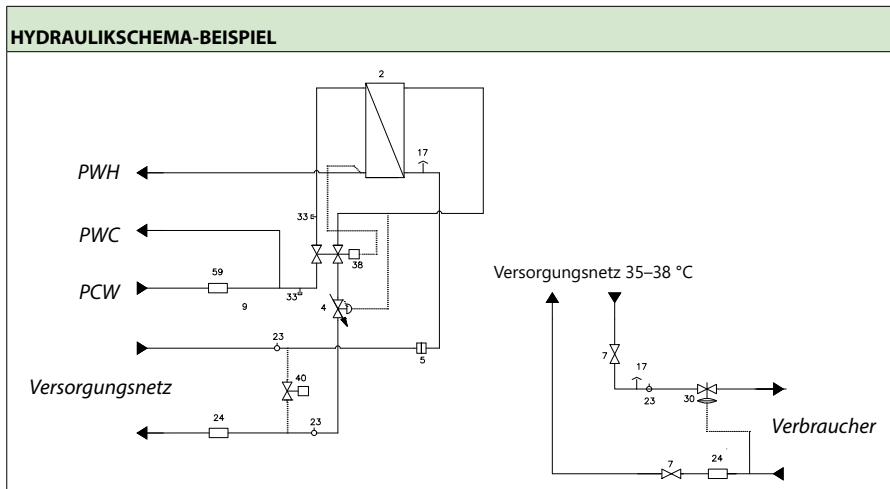 HYDRAULIKSCHEMA-BEISPIEL
2
17
PWH
33
PWC
38
59
Versorgungsnetz 35–38 °C
PCW
33
9
4
23
5
7
17
40
23
30
Versorgungsnetz
Verbraucher
24
23
7
24